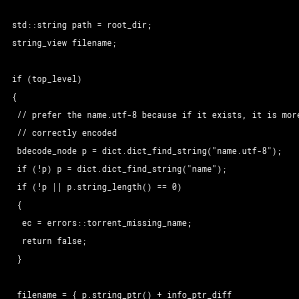 std::string path = root_dir;
string_view filename;
if (top_level)
{
// prefer the name.utf-8 because if it exists, it is more
// correctly encoded
bdecode_node p = dict.dict_find_string("name.utf-8");
if (!p) p = dict.dict_find_string("name");
if (!p || p.string_length() == 0)
{
ec = errors::torrent_missing_name;
return false;
}
filename = { p.string_ptr() + info_ptr_diff